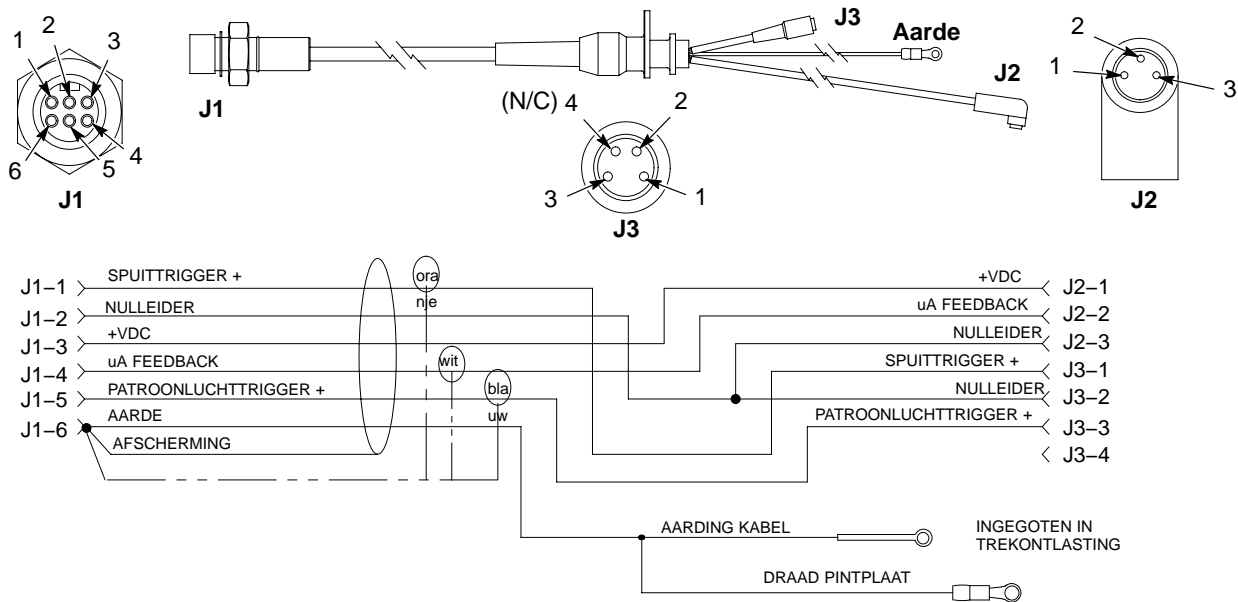 1
2
3
6
5
4
J1
J1
(N/C) 4
2
3
1
J3
J3
Aarde
J2
2
1
3
J2
J1–1
SPUITTRIGGER +
J1–2
NULLEIDER
J1–3
+VDC
J1–4
uA FEEDBACK
J1–5
PATROONLUCHTTRIGGER +
J1–6
AARDE
AFSCHERMING
ora
nje
wit
bla
uw
+VDC
J2–1
uA FEEDBACK
J2–2
NULLEIDER
J2–3
SPUITTRIGGER +
J3–1
NULLEIDER
J3–2
PATROONLUCHTTRIGGER +
J3–3
J3–4
AARDING KABEL
INGEGOTEN IN
TREKONTLASTING
DRAAD PINTPLAAT